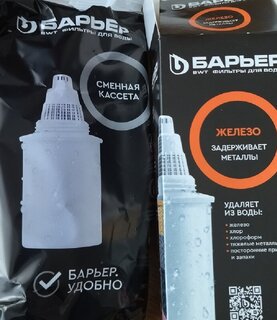 БАРЬЕР
BWT ФИЛЬТРЫ ДЛЯ ВОДЫ
СМЕННАЯ
КАССЕТА
БАРЬЕР.
УДОБНО
БАРЬЕР
BWT ФИЛЬТРЫ ДЛЯ ВОДЫ
ЖЕЛЕЗО
ЗАДЕРЖИВАЕТ
МЕТАЛЛЫ
УДАЛЯЕТ
ИЗ ВОДЫ:
• железо
• хлор
• хлороформ
• тяжелые металлы
• посторонние
и запахи